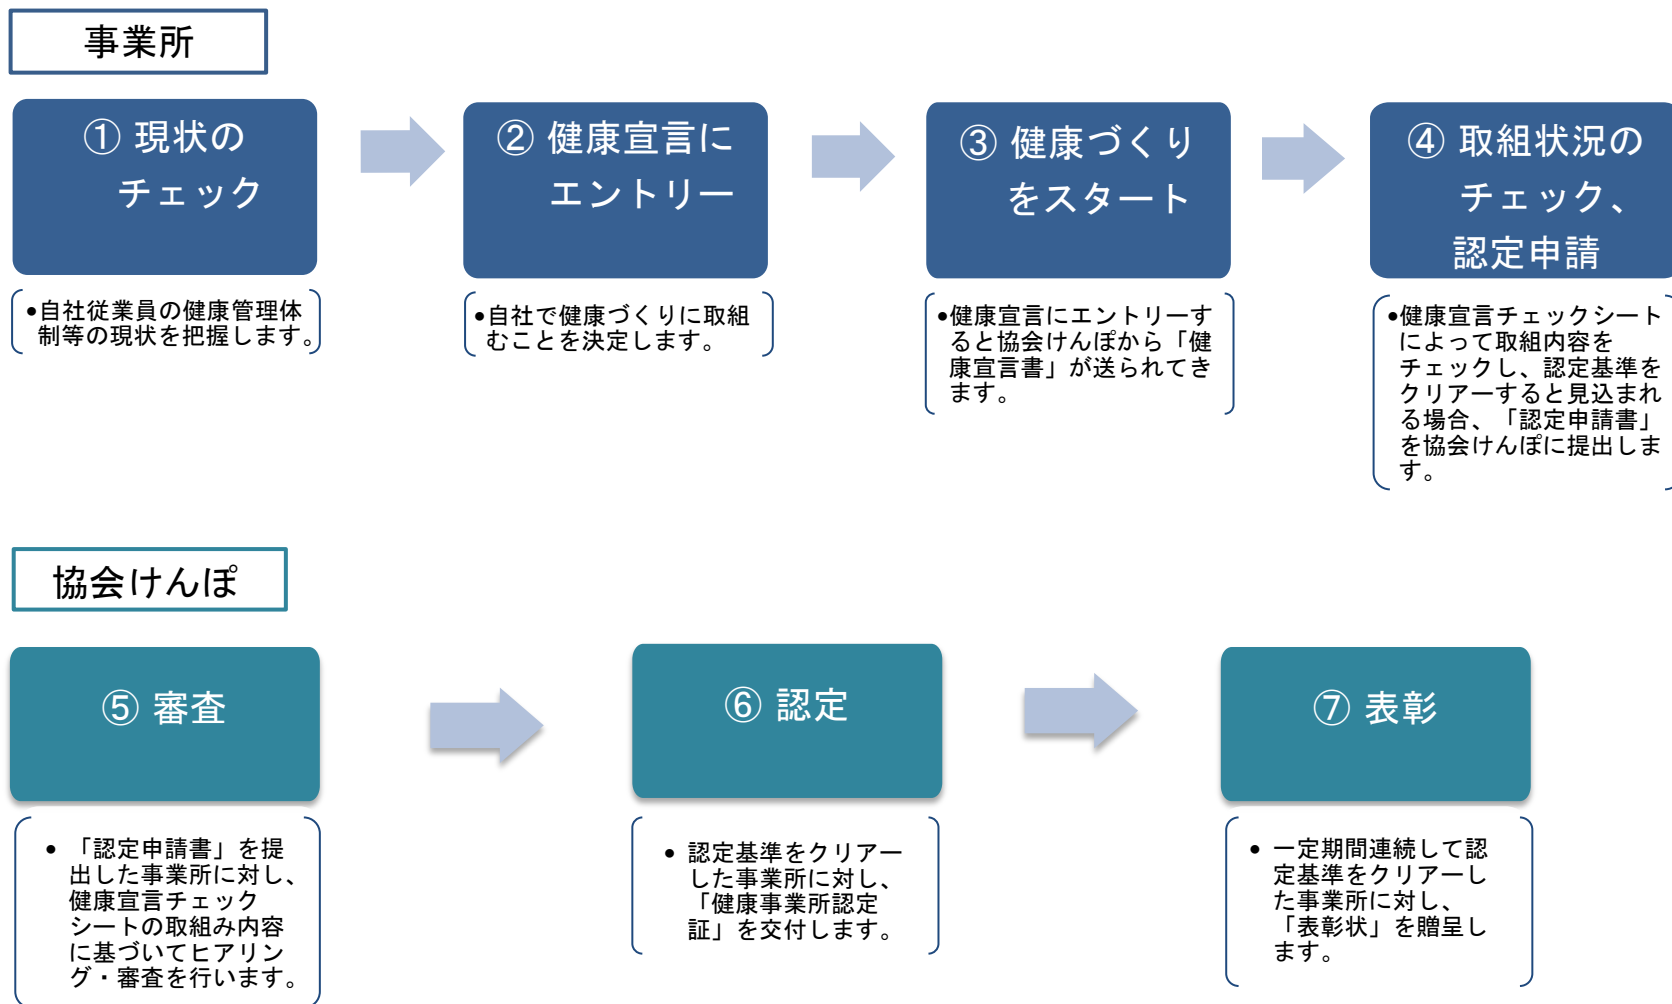 事業所
① 現状の
チェック
② 健康宣言に
エントリー
③ 健康づくり
をスタート
④ 取組状況の
チェック、
認定申請
•自社従業員の健康管理体
制等の現状を把握します。
•自社で健康づくりに取組
むことを決定します。
•健康宣言にエントリーす
ると協会けんぽから「健
康宣言書」が送られてき
ます。
•健康宣言チェックシート
によって取組内容を
チェックし、認定基準を
クリアーすると見込まれ
る場合、「認定申請書」
を協会けんぽに提出しま
す。
協会けんぽ
⑤ 審査
⑥ 認定
⑦ 表彰
• 「認定申請書」を提
出した事業所に対し、
健康宣言チェック
シートの取組み内容
に基づいてヒアリン
グ・審査を行います。
• 認定基準をクリアー
した事業所に対し、
「健康事業所認定
証」を交付します。
• 一定期間連続して認
定基準をクリアーし
た事業所に対し、
「表彰状」を贈呈し
ます。